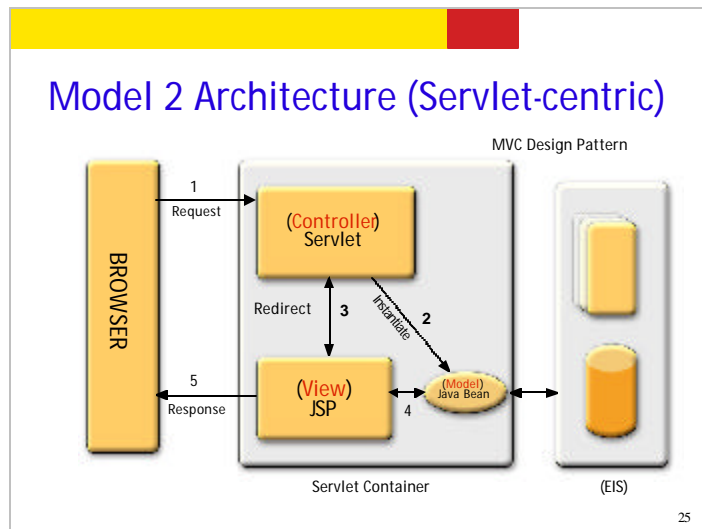 Model 2 Architecture (Servlet-centric)
MVC Design Pattern
1
Request
(Controller)
Servlet
BROWSER
Redirect
3
2
Instantiate
5
Response
(View)
JSP
4
(Model)
Java Bean
Servlet Container
(EIS)
25